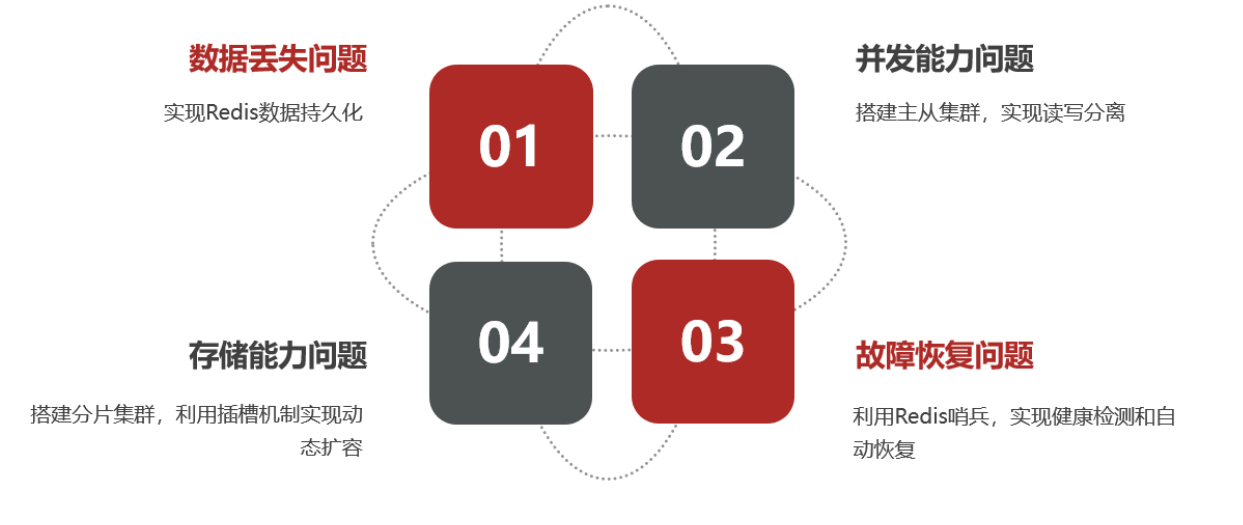 数据丢失问题
实现Redis数据持久化
01
02
并发能力问题
搭建主从集群，实现读写分离
存储能力问题
搭建分片集群，利用插槽机制实现动
态扩容
04
03
故障恢复问题
利用Redis哨兵，实现健康检测和自
动恢复